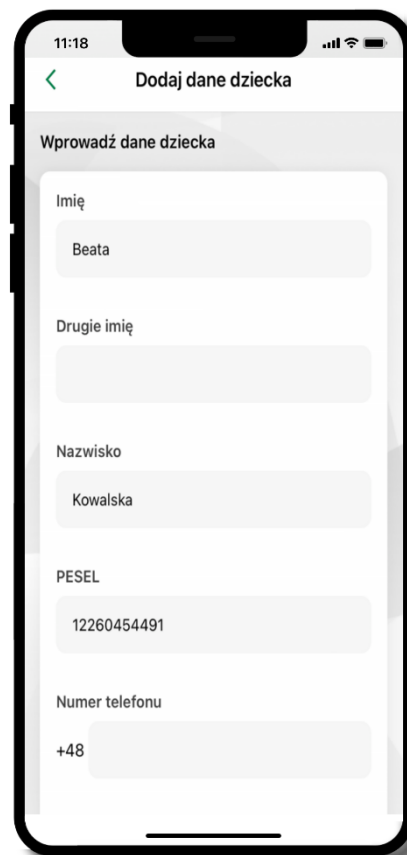 11:18
Dodaj dane dziecka
Wprowadź dane dziecka
Imię
Beata
Drugie imię
Nazwisko
Kowalska
PESEL
12260454491
Numer telefonu
+48